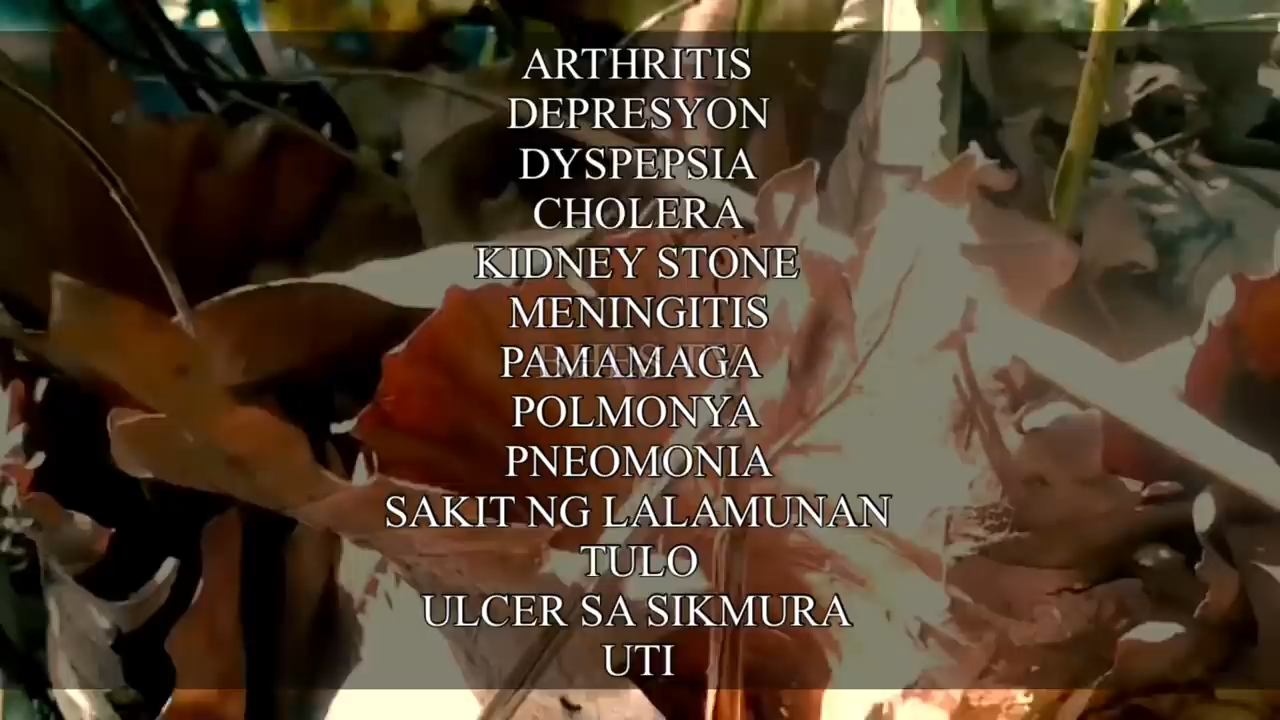 ARTHRITIS
DEPRESYON
DYSPEPSIA
CHOLERA
KIDNEY STONE
MENINGITIS
PAMAMAGA
POLMONYA
PNEOMONIA
SAKIT NG LALAMUNAN
TULO
ULCER SA SIKMURA
UTI